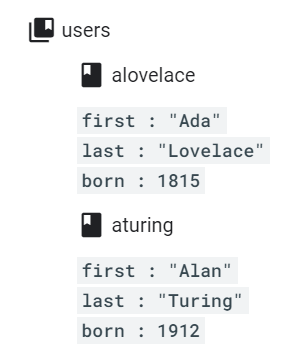 users
alovelace
first : "Ada"
last : "Lovelace"
born : 1815
aturing
first : "Alan"
last : "Turing"
born : 1912